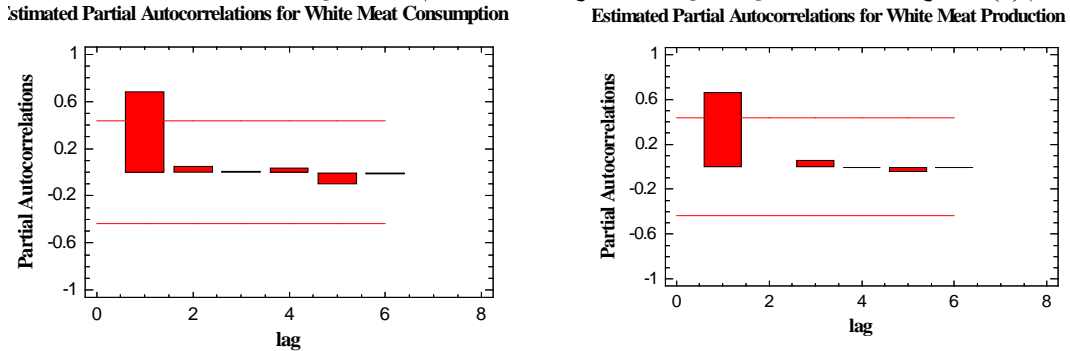 Estimated Partial Autocorrelations for White Meat Consumption
Partial Autocorrelations
1
0.6
0.2
-0.2
-0.6
-1
0 2 4 6 8
lag
Estimated Partial Autocorrelations for White Meat Production
Partial Autocorrelations
1
0.6
0.2
-0.2
-0.6
-1
0 2 4 6 8
lag